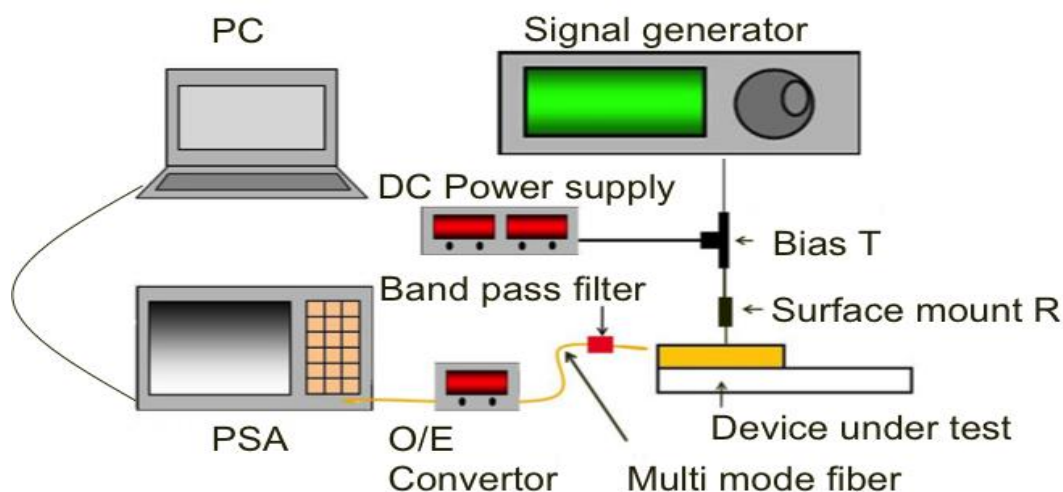 PC
Signal generator
DC Power supply
Bias T
Band pass filter
Surface mount R
PSA
O/E
Convertor
Multi mode fiber
Device under test